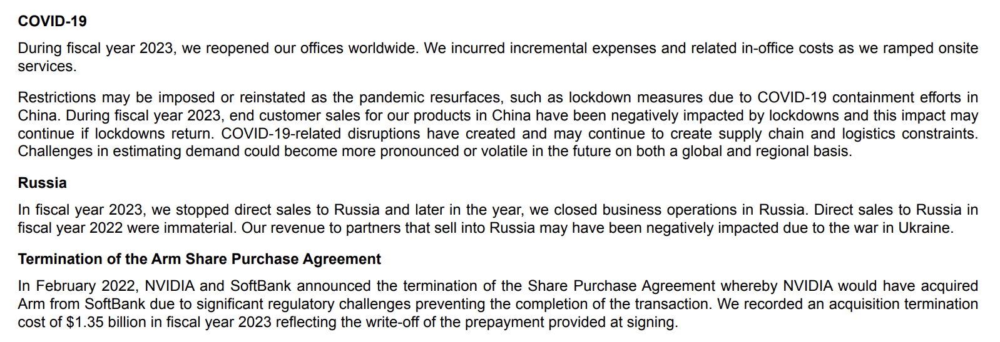 COVID-19
During fiscal year 2023, we reopened our offices worldwide. We incurred incremental expenses and related in-office costs as we ramped onsite
services.
Restrictions may be imposed or reinstated as the pandemic resurfaces, such as lockdown measures due to COVID-19 containment efforts in
China. During fiscal year 2023, end customer sales for our products in China have been negatively impacted by lockdowns and this impact may
continue if lockdowns return. COVID-19-related disruptions have created and may continue to create supply chain and logistics constraints.
Challenges in estimating demand could become more pronounced or volatile in the future on both a global and regional basis.
Russia
In fiscal year 2023, we stopped direct sales to Russia and later in the year, we closed business operations in Russia. Direct sales to Russia in
fiscal year 2022 were immaterial. Our revenue to partners that sell into Russia may have been negatively impacted due to the war in Ukraine.
Termination of the Arm Share Purchase Agreement
In February 2022, NVIDIA and SoftBank announced the termination of the Share Purchase Agreement whereby NVIDIA would have acquired
Arm from SoftBank due to significant regulatory challenges preventing the completion of the transaction. We recorded an acquisition termination
cost of $1.35 billion in fiscal year 2023 reflecting the write-off of the prepayment provided at signing.